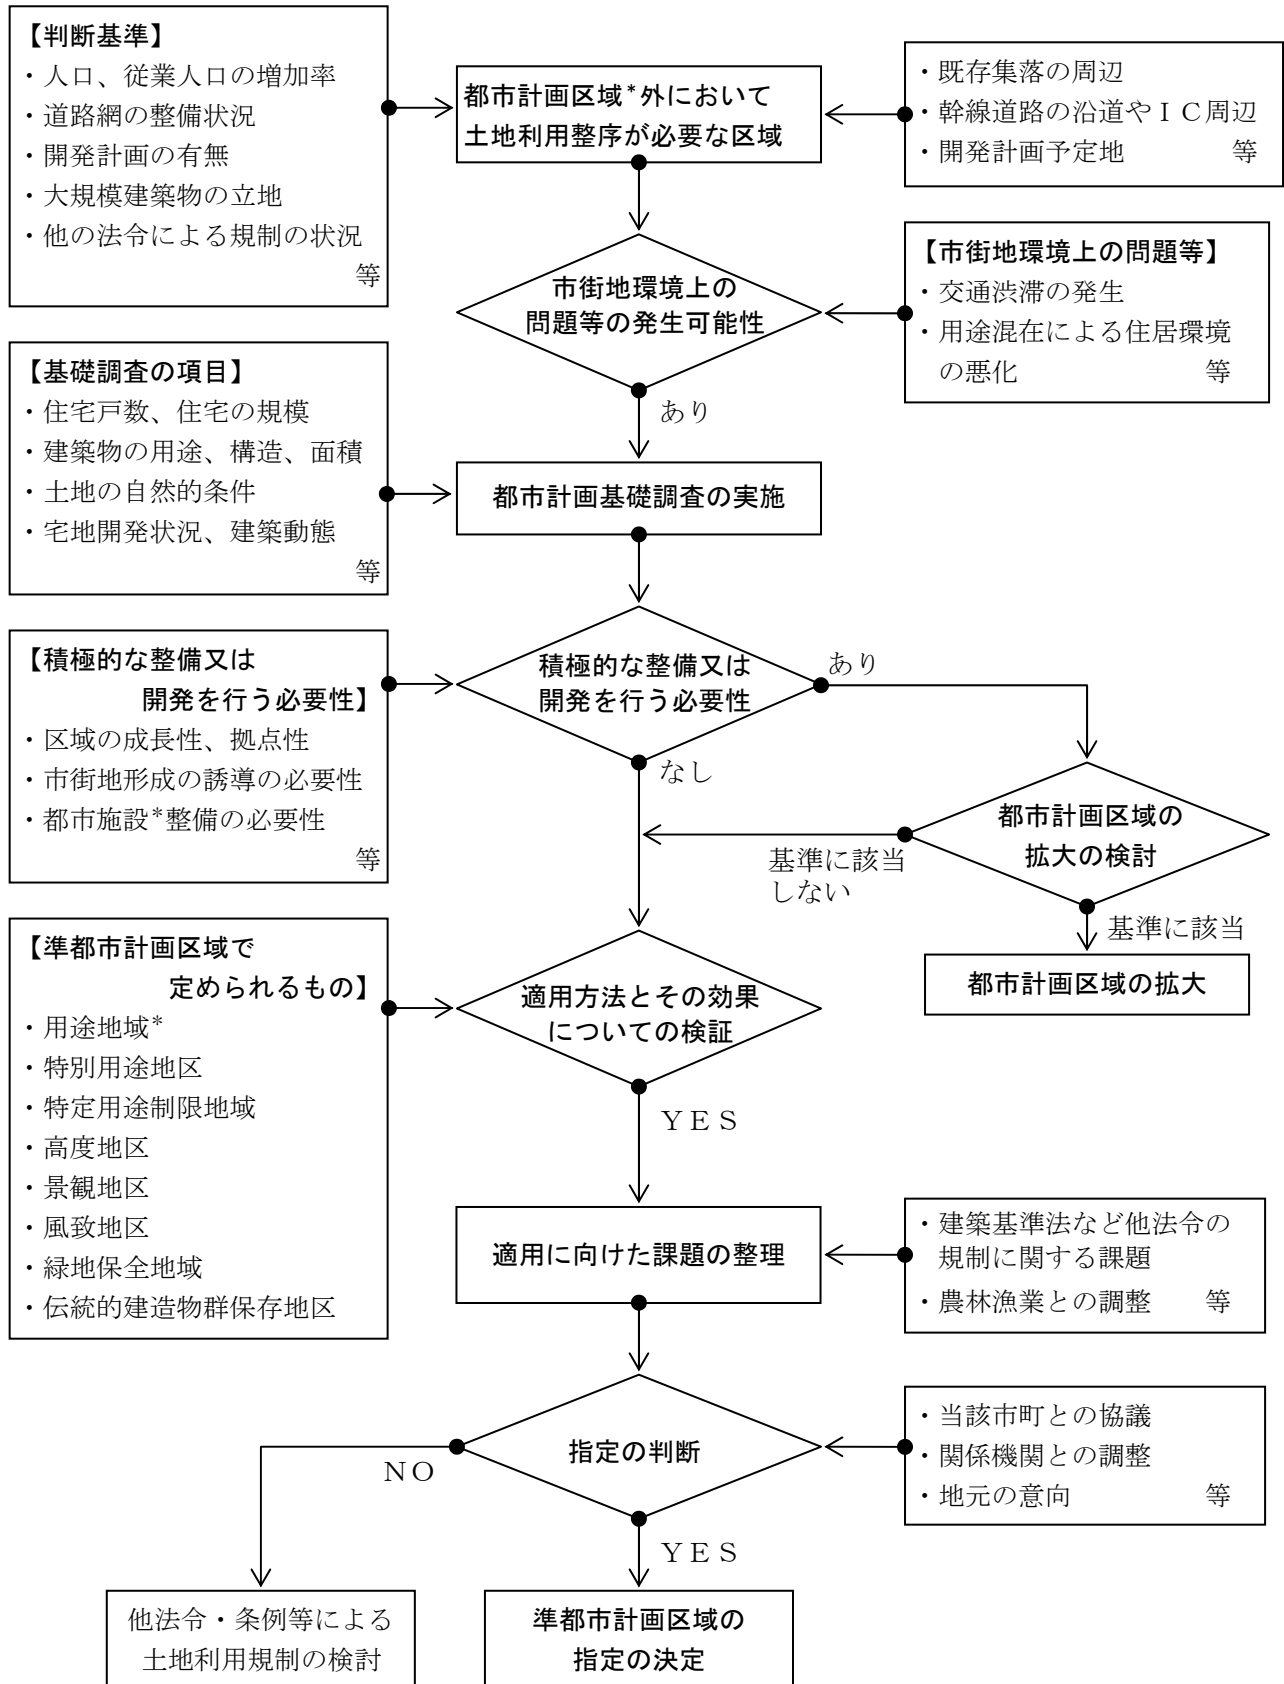 【判断基準】
・人口、従業人口の増加率
・道路網の整備状況
・開発計画の有無
・大規模建築物の立地
・他の法令による規制の状況
等
都市計画区域*外において
土地利用整序が必要な区域
・既存集落の周辺
・幹線道路の沿道やＩＣ周辺
・開発計画予定地 等
市街地環境上の
問題等の発生可能性
【市街地環境上の問題等】
・交通渋滞の発生
・用途混在による住居環境
の悪化 等
あり
【基礎調査の項目】
・住宅戸数、住宅の規模
・建築物の用途、構造、面積
・土地の自然的条件
・宅地開発状況、建築動態
等
都市計画基礎調査の実施
【積極的な整備又は
開発を行う必要性】
・区域の成長性、拠点性
・市街地形成の誘導の必要性
・都市施設*整備の必要性
等
積極的な整備又は
開発を行う必要性
あり
なし
都市計画区域の
拡大の検討
基準に該当
しない
基準に該当
都市計画区域の拡大
【準都市計画区域で
定められるもの】
・用途地域*
・特別用途地区
・特定用途制限地域
・高度地区
・景観地区
・風致地区
・緑地保全地域
・伝統的建造物群保存地区
適用方法とその効果
についての検証
ＹＥＳ
適用に向けた課題の整理
・建築基準法など他法令の
規制に関する課題
・農林漁業との調整 等
指定の判断
・当該市町との協議
・関係機関との調整
・地元の意向 等
ＮＯ
ＹＥＳ
他法令・条例等による
土地利用規制の検討
準都市計画区域の
指定の決定